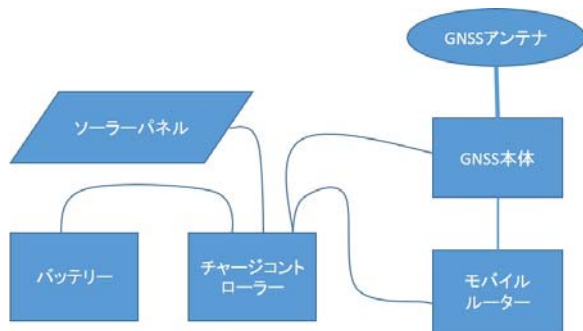 GNSSアンテナ
ソーラーパネル
GNSS本体
バッテリー
チャージコント
ローラー
モバイル
ルーター